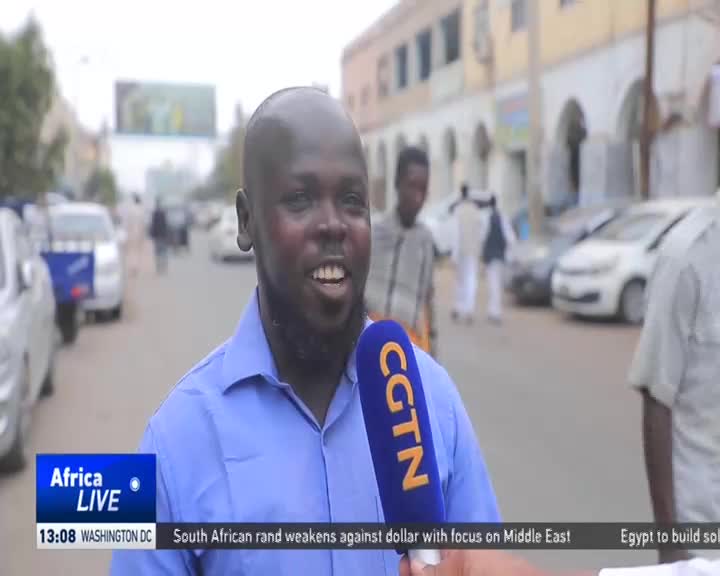 CGTN
Africa
LIVE
13:08 WASHINGTON DC
South African rand weakens against dollar with focus on Middle East Egypt to build sol